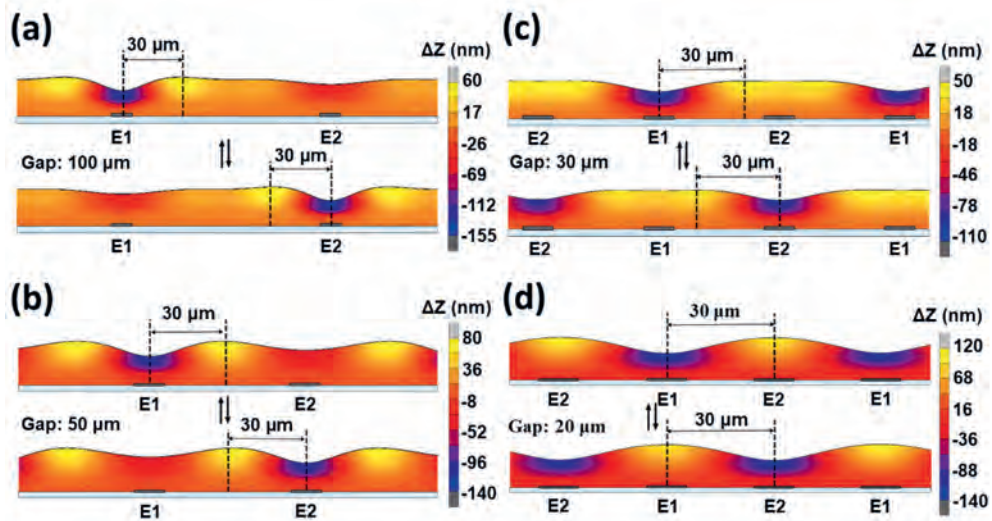 (a)
30 μm
ΔZ (nm)
60
17
-26
-69
-112
-155
E1
E2
Gap: 100 μm
30 μm
E1
E2
(c)
30 μm
ΔZ (nm)
50
18
-18
-46
-78
-110
E2
E1
E2
E1
Gap: 30 μm
30 μm
E2
E1
E2
E1
(b)
30 μm
ΔZ (nm)
80
36
-8
-52
-96
-140
E1
E2
Gap: 50 μm
30 μm
E1
E2
(d)
30 μm
ΔZ (nm)
120
68
16
-36
-88
-140
E2
E1
E2
E1
Gap: 20 μm
30 μm
E2
E1
E2
E1